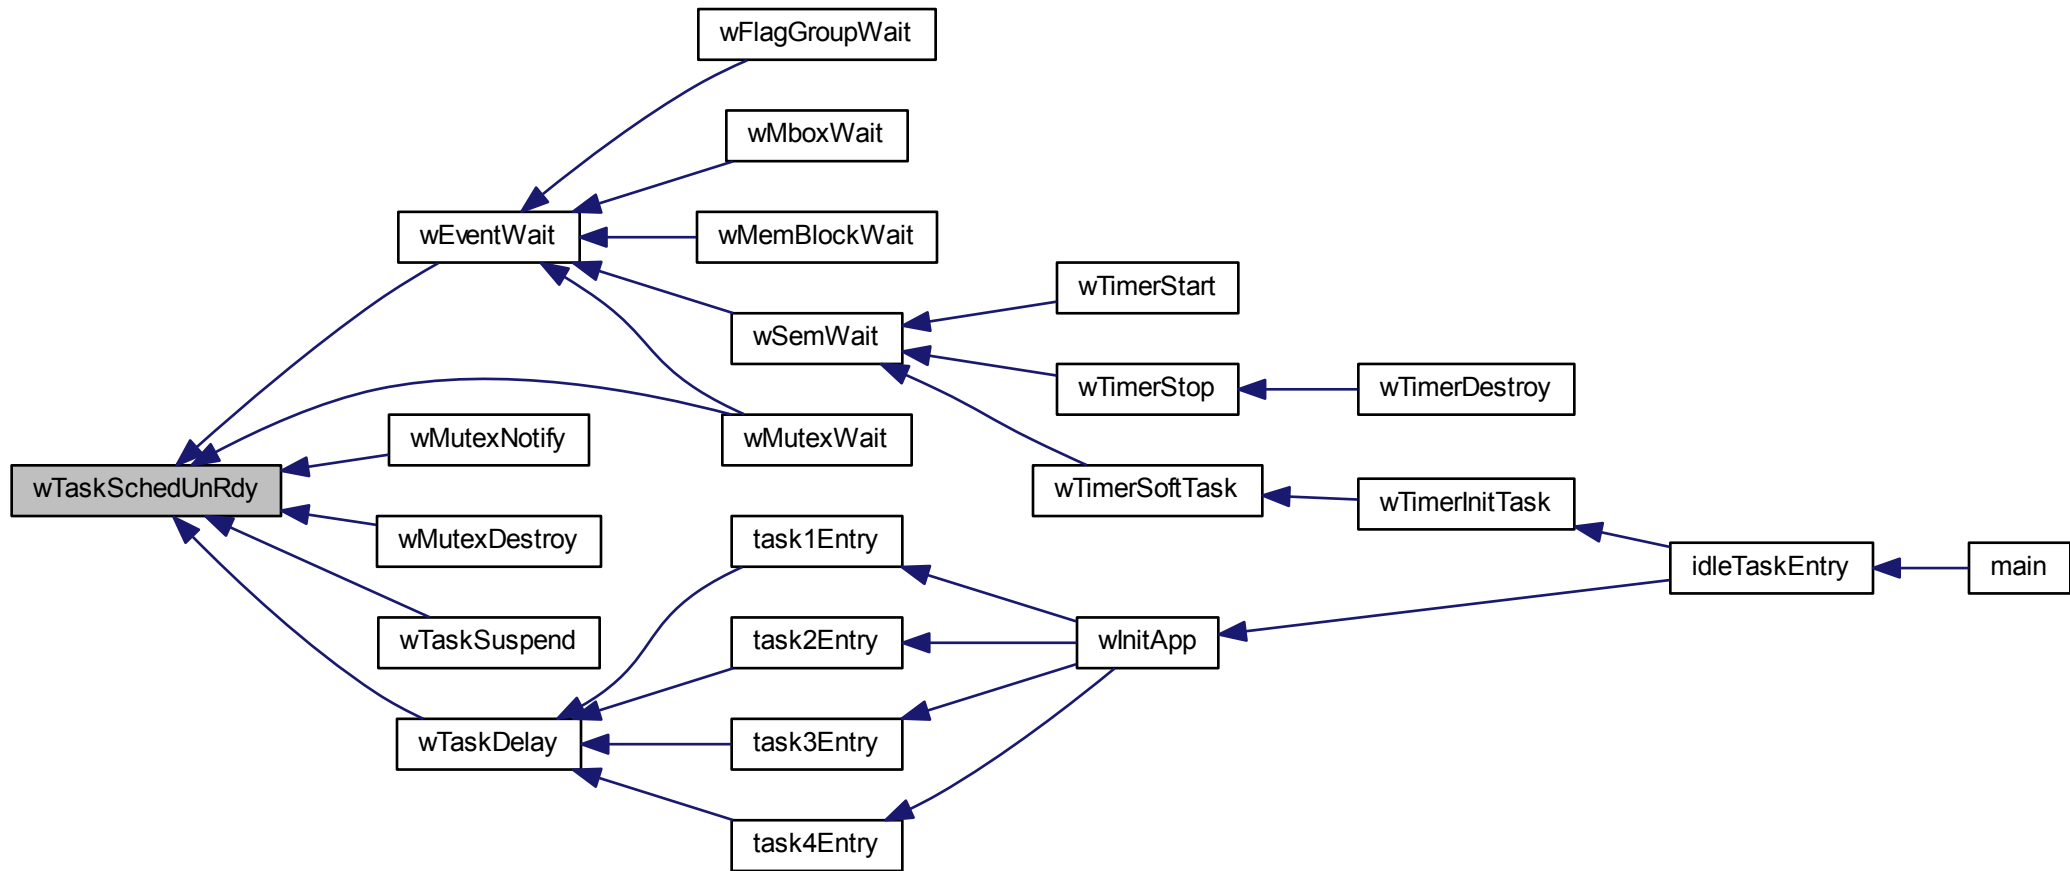 wFlagGroupWait
wMboxWait
wEventWait
wMemBlockWait
wTimerStart
wSemWait
wTimerStop
wTimerDestroy
wMutexNotify
wMutexWait
wTaskSchedUnRdy
wTimerSoftTask
wTimerInitTask
wMutexDestroy
task1Entry
idleTaskEntry
main
wTaskSuspend
task2Entry
wInitApp
wTaskDelay
task3Entry
task4Entry